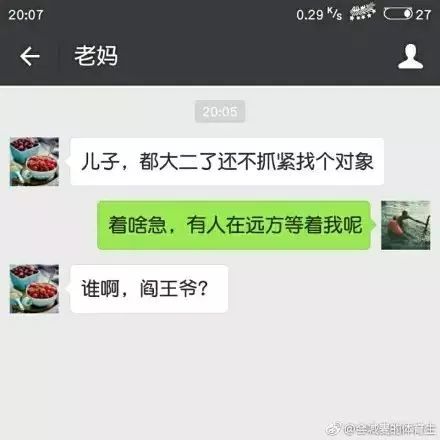 20:07
0.29 K/s
27
老妈
20:05
儿子，都大二了还不抓紧找个对象
着啥急，有人在远方等着我呢
谁啊，阎王爷？